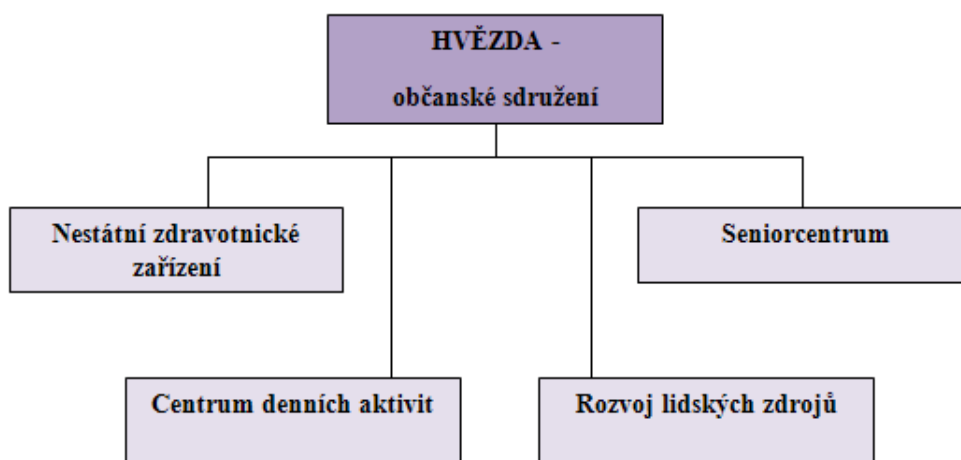 HVĚZDA -
občanské sdružení
Nestátní zdravotnické
zařízení
Seniorcentrum
Centrum denních aktivit
Rozvoj lidských zdrojů